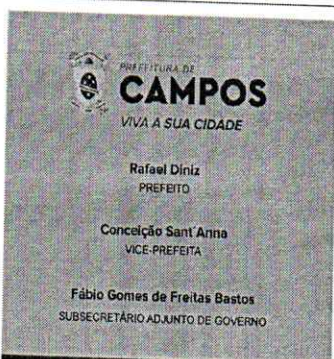 PREFEITURA DE
CAMPOS
VIVA A SUA CIDADE
Rafael Diniz
PREFEITO
Conceição Sant'Anna
VICE-PREFEITA
Fábio Gomes de Freitas Bastos
SUBSECRETÁRIO ADJUNTO DE GOVERNO